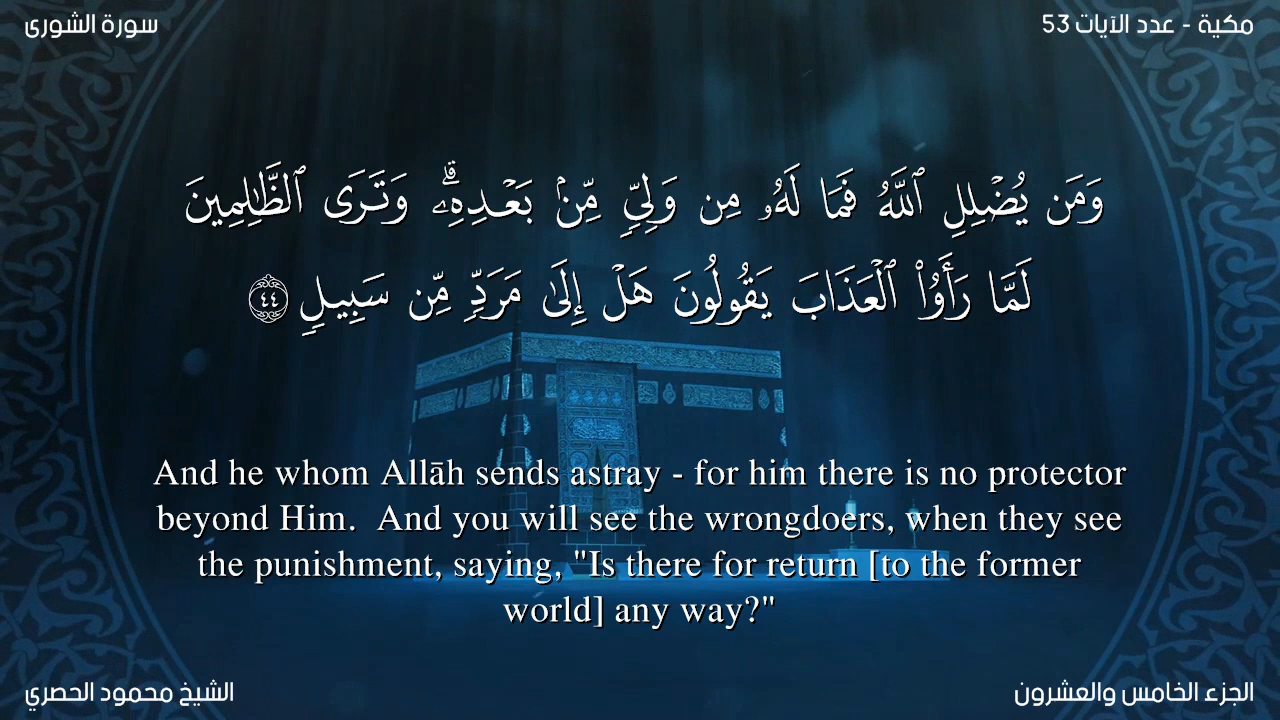 سورة الشورى
مكية - عدد الآيات 53
وَمَن يُضْلِلِ ٱللَّهُ فَمَا لَهُۥ مِن وَلِىٍّۢ مِّنۢ بَعْدِهِۦ ۗ وَتَرَى ٱلظَّـٰلِمِينَ
لَمَّا رَأَوُا۟ ٱلْعَذَابَ يَقُولُونَ هَلْ إِلَىٰ مَرَدٍّۢ مِّن سَبِيلٍۢ ٤٤
And he whom Allāh sends astray - for him there is no protector
beyond Him.  And you will see the wrongdoers, when they see
the punishment, saying, "Is there for return [to the former
world] any way?"
الشيخ محمود الحصري
الجزء الخامس والعشرون